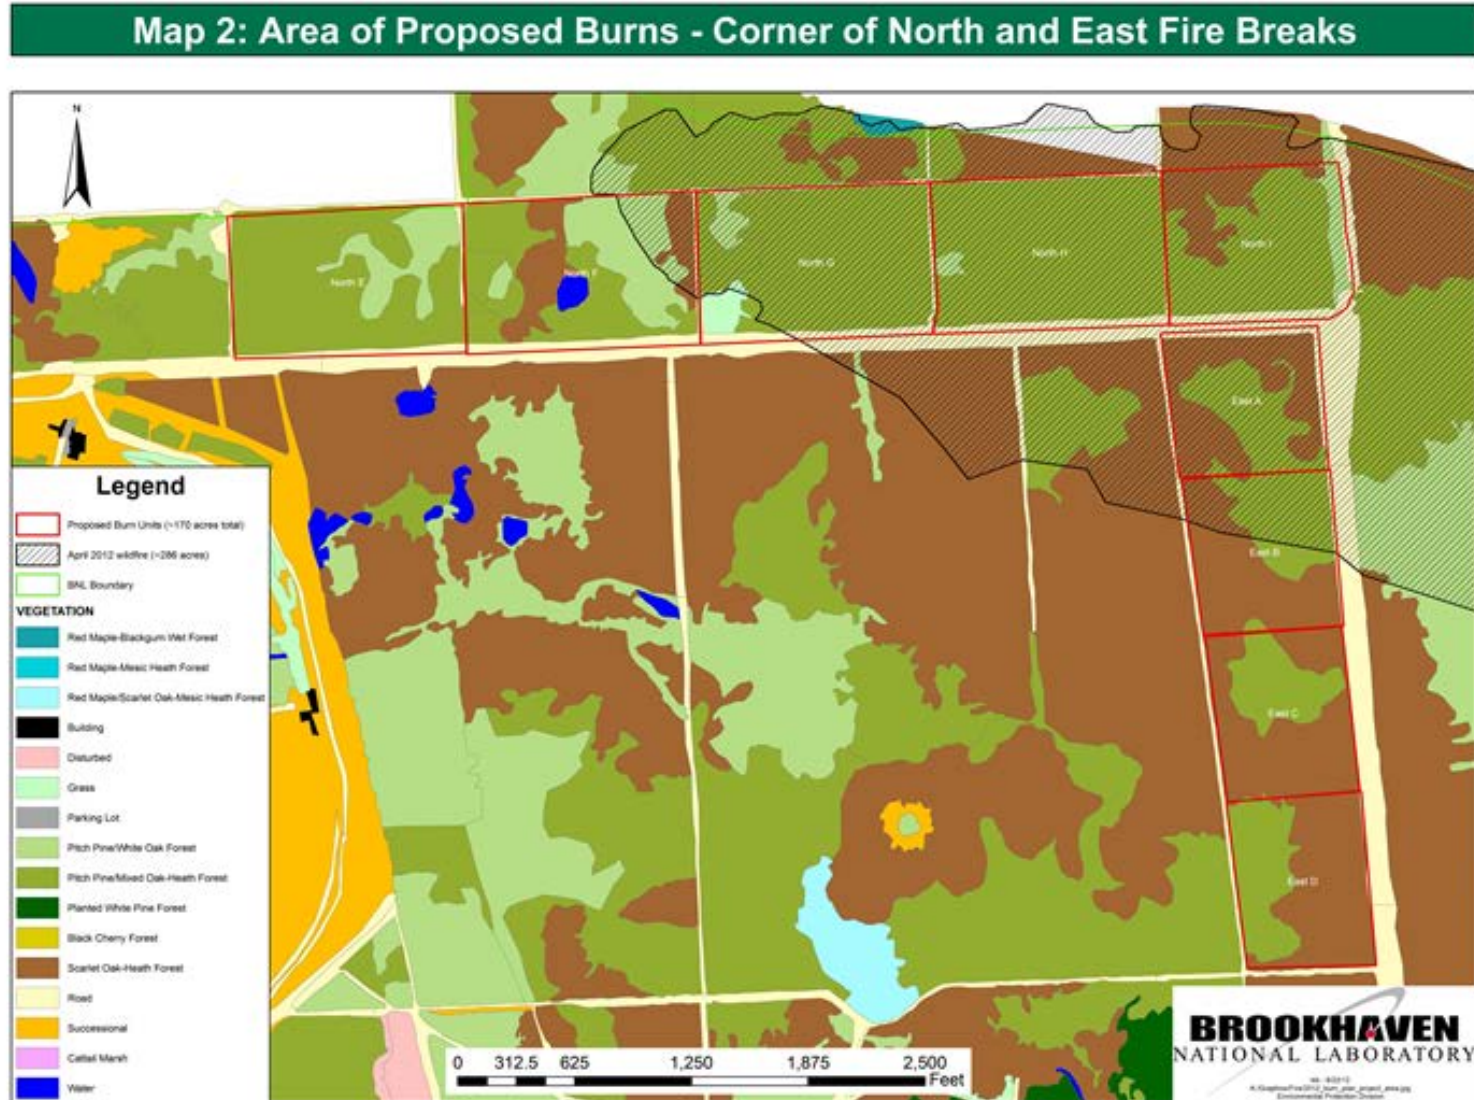 Map 2: Area of Proposed Burns - Corner of North and East Fire Breaks
N
North E
North F
North G
North H
North I
East A
East B
East C
East D
Legend
Proposed Burn Units (~170 acres total)
April 2012 wildfire (~286 acres)
BNL Boundary
VEGETATION
Red Maple-Blackgum Wet Forest
Red Maple-Mesic Heath Forest
Red Maple/Scarlet Oak-Mesic Heath Forest
Building
Disturbed
Grass
Parking Lot
Pitch Pine/White Oak Forest
Pitch Pine/Mixed Oak-Heath Forest
Planted White Pine Forest
Black Cherry Forest
Scarlet Oak-Heath Forest
Road
Successional
Cattail Marsh
Water
0 312.5 625 1,250 1,875 2,500
Feet
BROOKHAVEN
NATIONAL LABORATORY
Environmental Protection Division